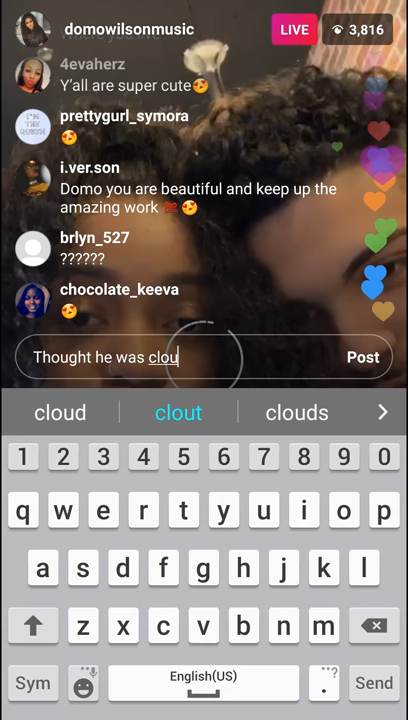 domowilsonmusic
LIVE
3,816
4evaherz
Y'all are super cute😍
prettygurl_symora
😍
i.ver.son
Domo you are beautiful and keep up the
amazing work 💯😍
brlyn_527
??????
chocolate_keeva
😍
Thought he was clou
Post
cloud clout clouds >
1 2 3 4 5 6 7 8 9 0
q w e r t y u i o p
a s d f g h j k l
z x c v b n m
Sym
English(US)
. ...?
Send